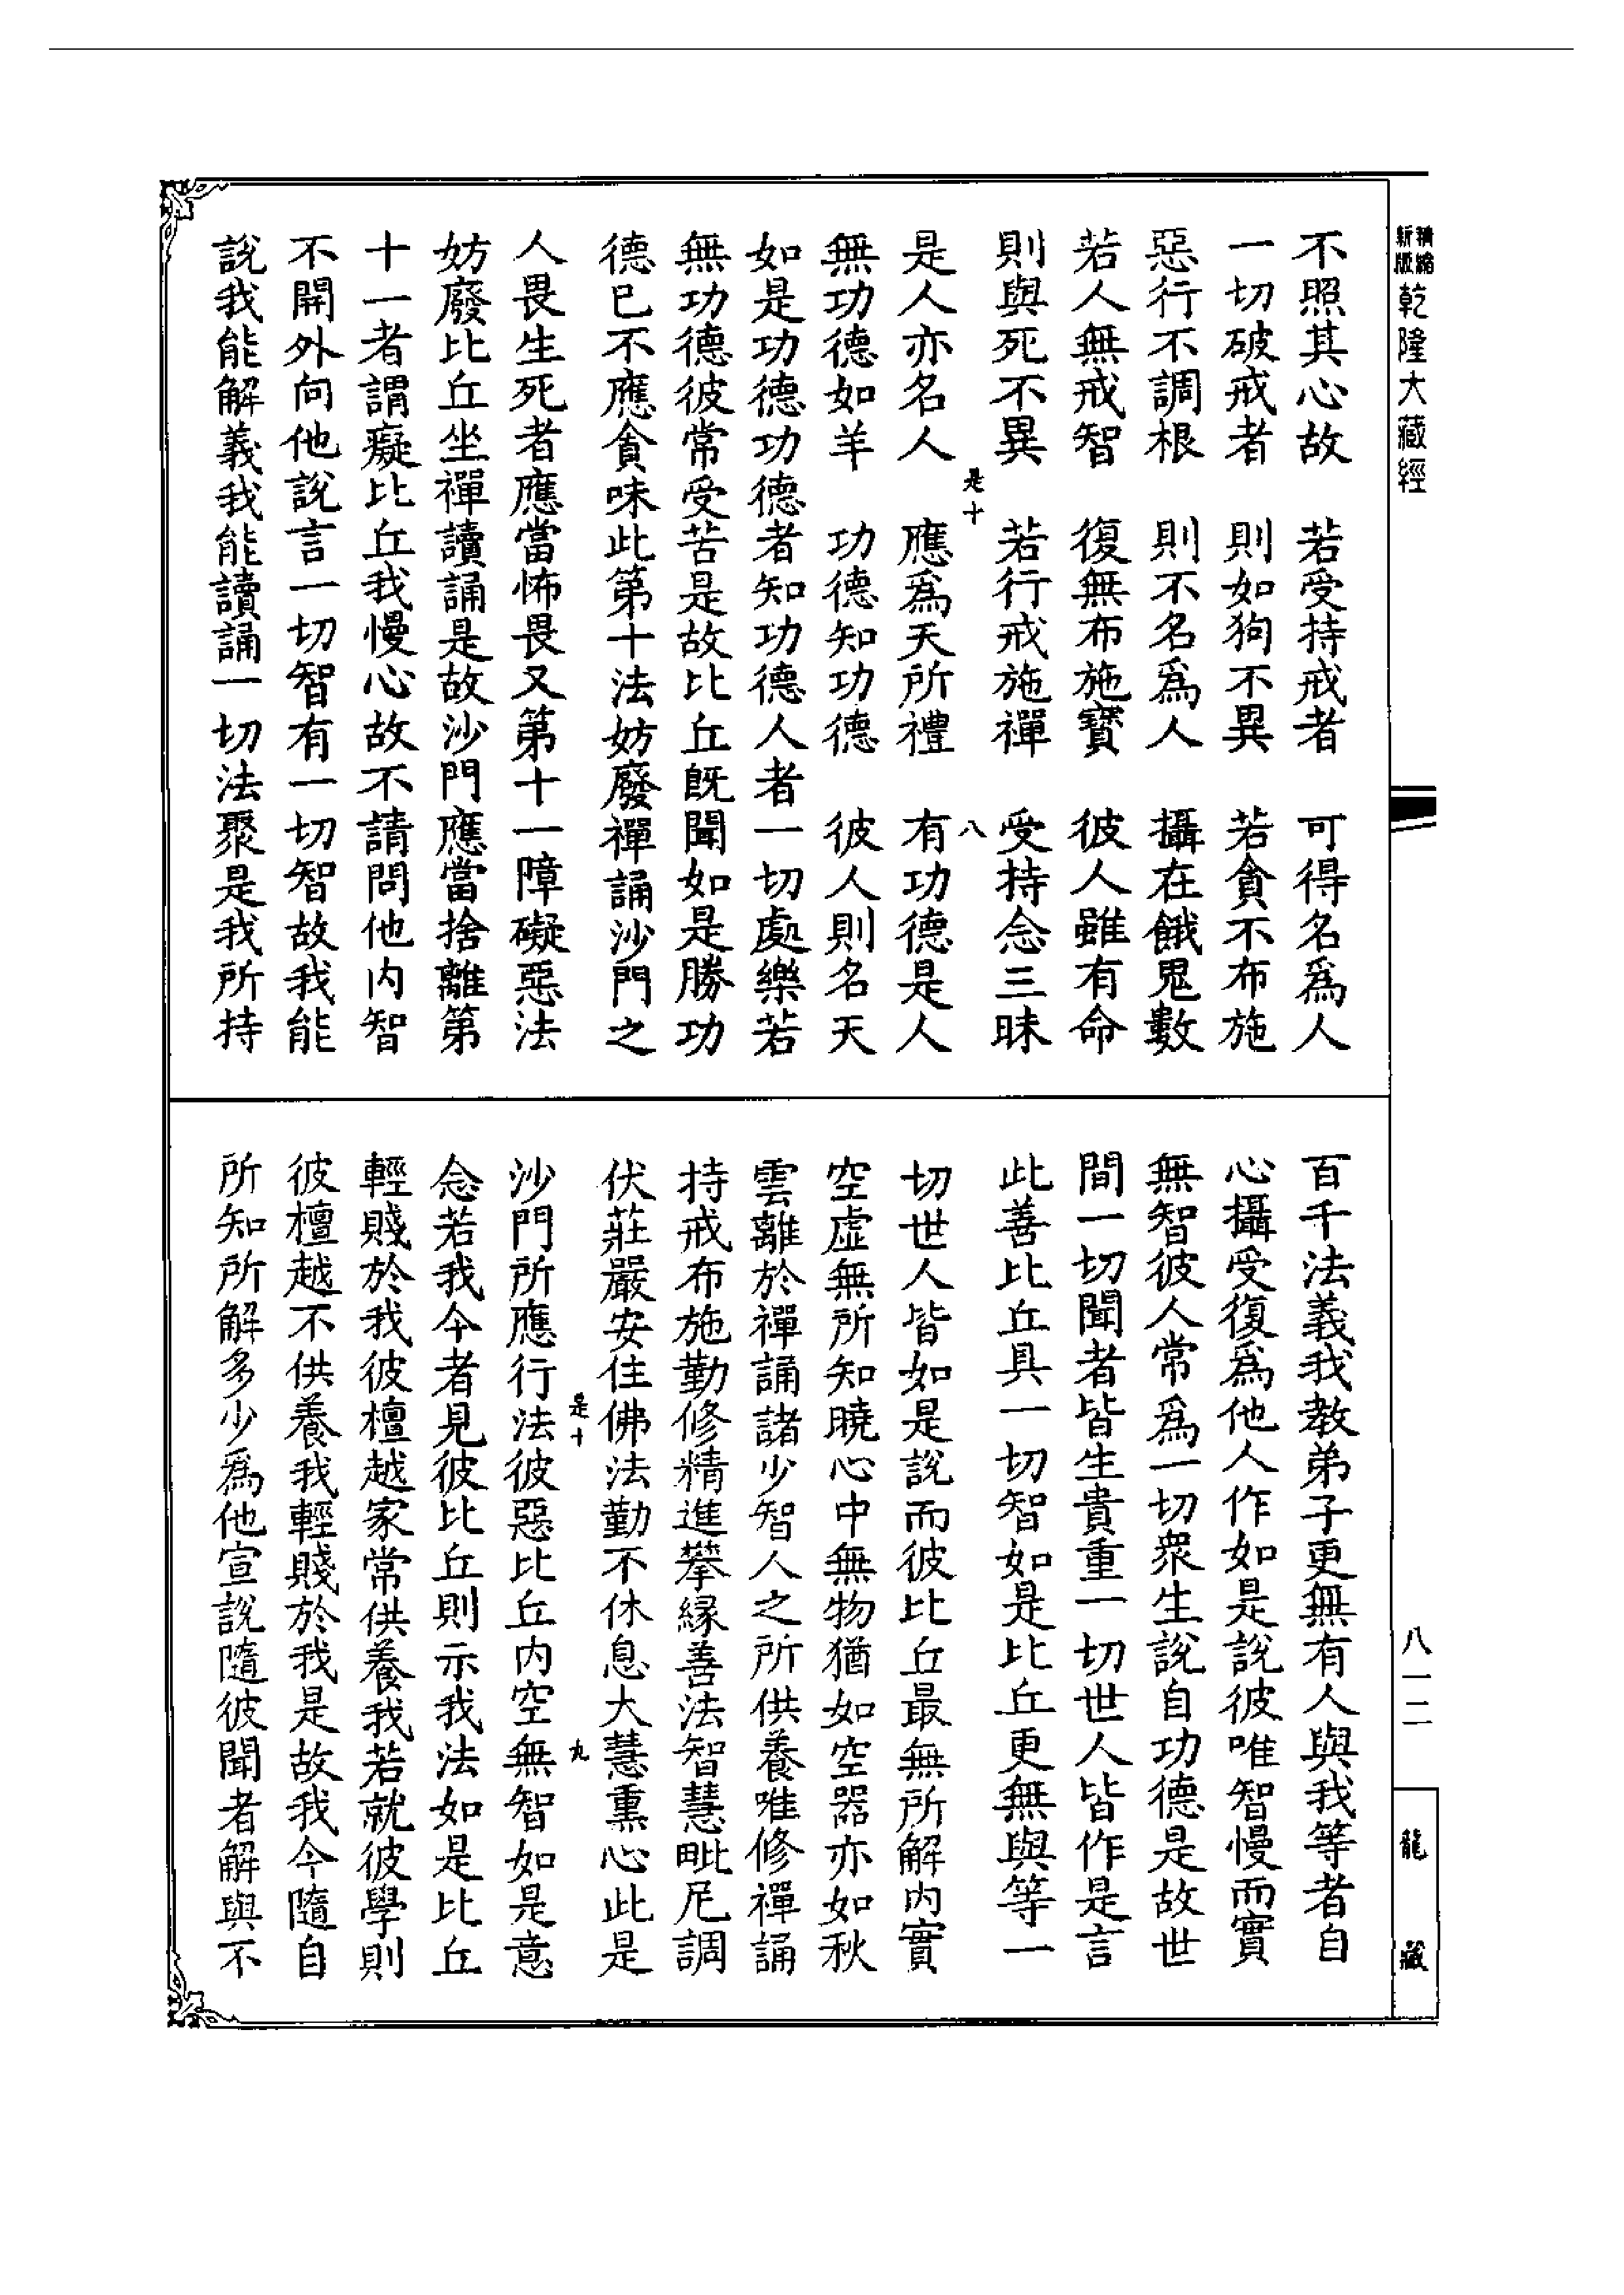 精縮新版乾隆大藏經
不照其心故　若受持戒者　可得名爲人
一切破戒者　則如狗不異　若貪不布施
惡行不調根　則不名爲人　攝在餓鬼數
若人無戒智　復無布施寶　彼人雖有命
則與死不異　若行戒施禪　受持念三昧
是十　八
是人亦名人　應爲天所禮　有功德是人
無功德如羊　功德知功德　彼人則名天
如是功德功德者知功德人者一切處樂若
無功德彼常受苦是故比丘既聞如是勝功
德已不應貪味此第十法妨廢禪誦沙門之
人畏生死者應當怖畏又第十一障礙惡法
妨廢比丘坐禪讀誦是故沙門應當捨離第
十一者謂癡比丘我慢心故不請問他内智
不開外向他說言一切智有一切智故我能
說我能解義我能讀誦一切法聚是我所持
百千法義我教弟子更無有人與我等者自
心攝受復爲他人作如是說彼唯智慢而實
無智彼人常爲一切衆生說自功德是故世
間一切聞者皆生貴重一切世人皆作是言
此善比丘具一切智如是比丘更無與等一
切世人皆如是說而彼比丘最無所解内實
空虛無所知曉心中無物猶如空器亦如秋
雲離於禪誦諸少智人之所供養唯修禪誦
持戒布施勤修精進攀緣善法智慧毗尼調
伏莊嚴安住佛法勤不休息大慧熏心此是
是十　九
沙門所應行法彼惡比丘内空無智如是意
念若我今者見彼比丘則示我法如是比丘
輕賤於我彼檀越家常供養我若就彼學則
彼檀越不供養我輕賤於我是故我今隨自
所知所解多少爲他宣說隨彼聞者解與不
八一二
龍藏